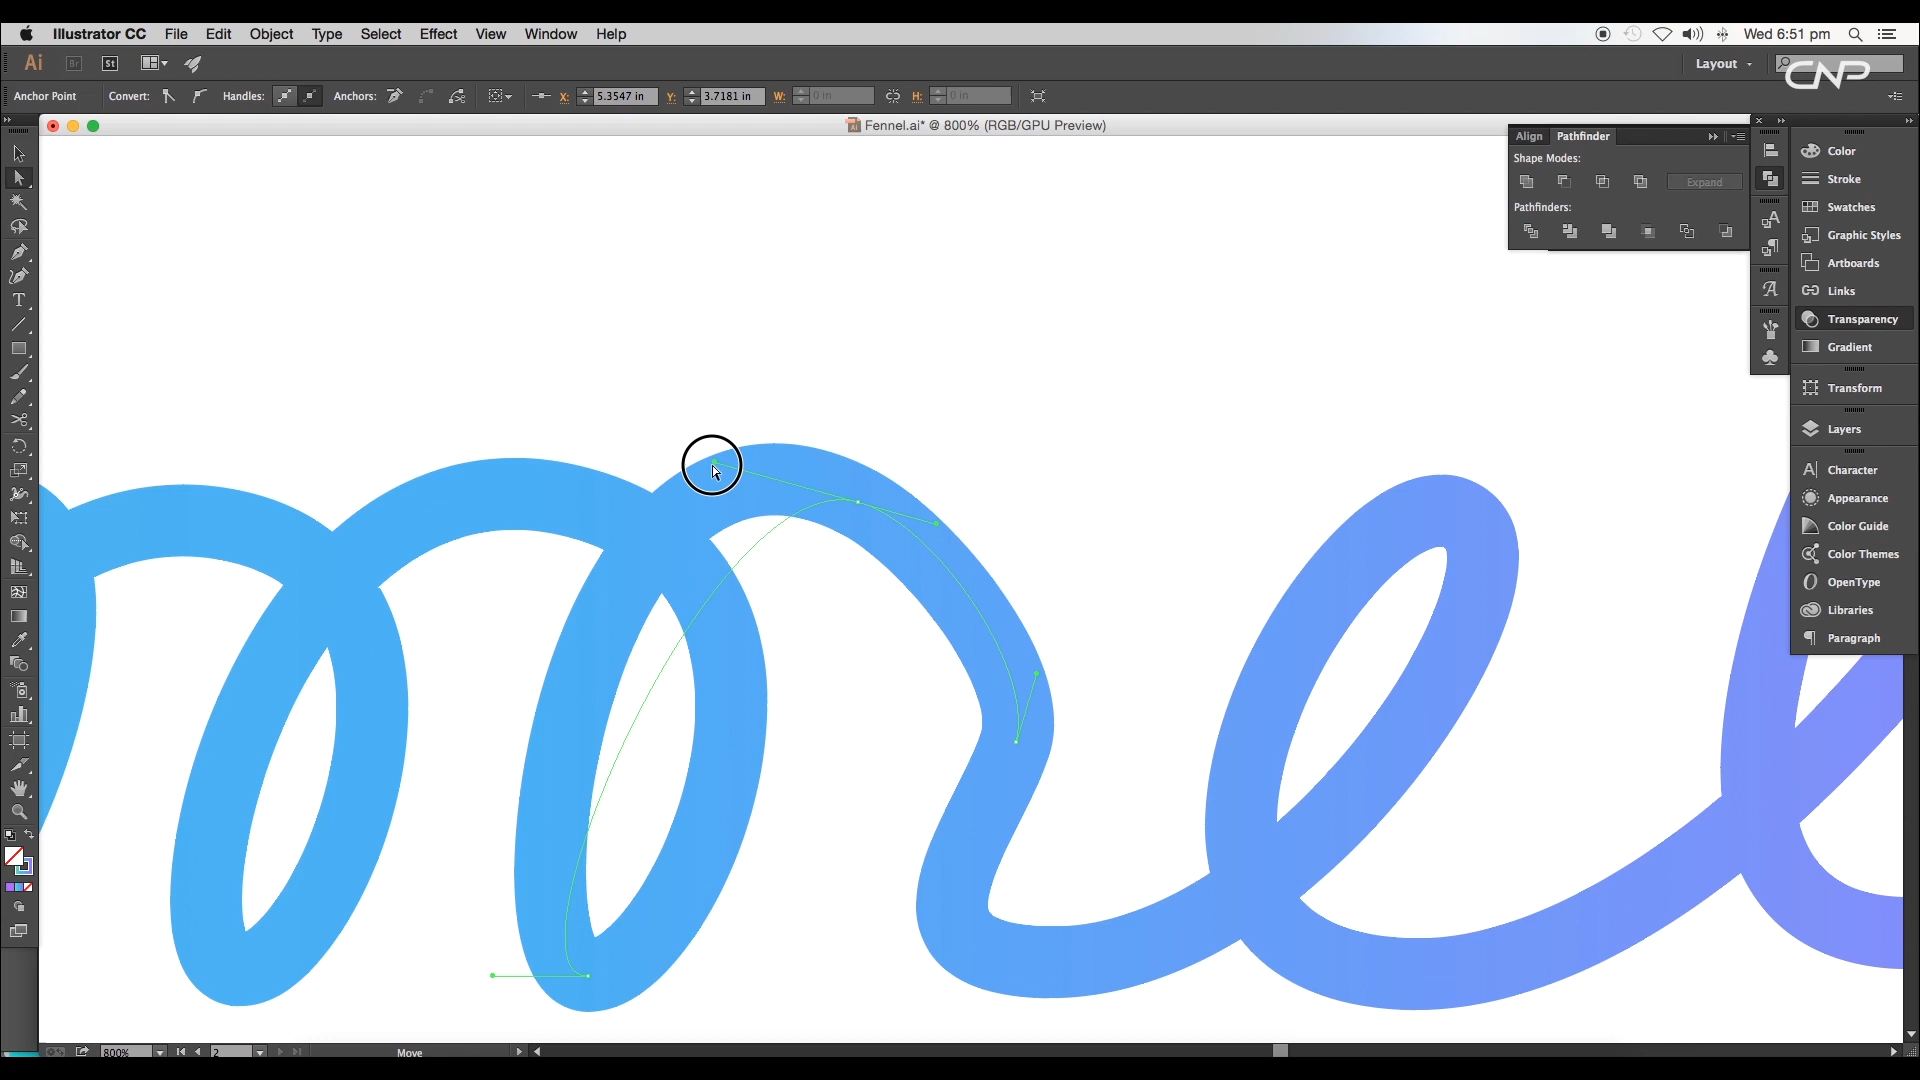 Illustrator CC File Edit Object Type Select Effect View Window Help Wed 6:51 pm
Ai Br St Layout CNP
Anchor Point Convert: Handles: Anchors: X: 5.3547 in Y: 3.7181 in W: 0 in H: 0 in
Fennel.ai* @ 800% (RGB/GPU Preview)
Align Pathfinder
Shape Modes:
Expand
Pathfinders:
Color
Stroke
Swatches
Graphic Styles
Artboards
Links
Transparency
Gradient
Transform
Layers
Character
Appearance
Color Guide
Color Themes
OpenType
Libraries
Paragraph
800% 2 Move